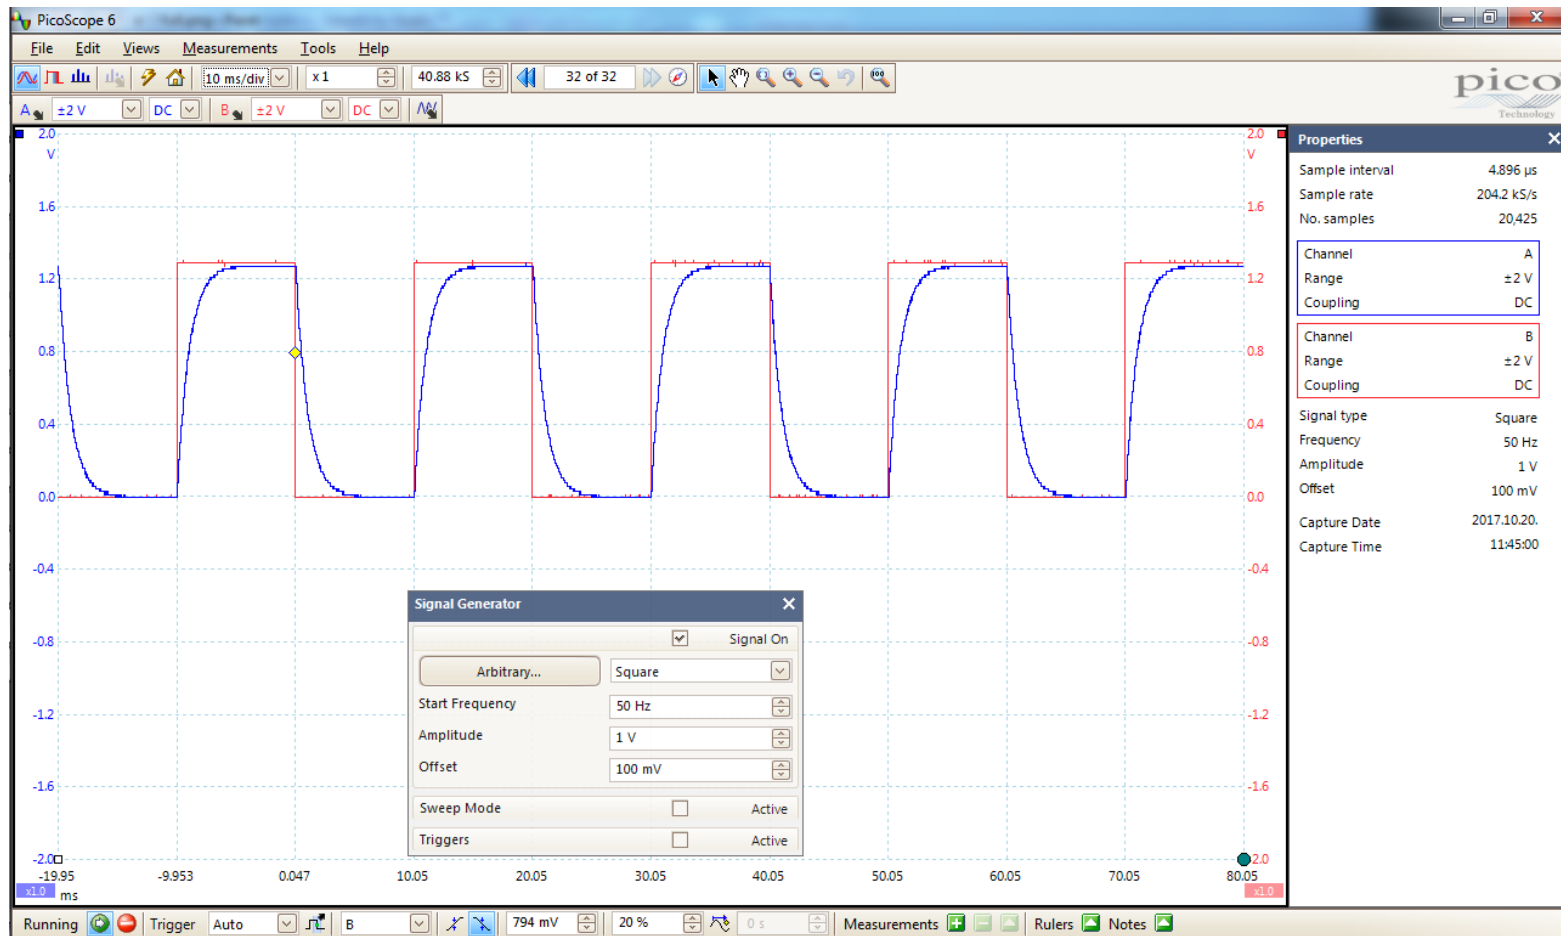 PicoScope 6
File Edit Views Measurements Tools Help
10 ms/div x 1 40.88 kS 32 of 32
pico
Technology
A ±2 V DC B ±2 V DC
2.0 2.0
V V
1.6 1.6
1.2 1.2
0.8 0.8
0.4 0.4
0.0 0.0
-0.4 -0.4
-0.8 -0.8
-1.2 -1.2
-1.6 -1.6
-2.0 2.0
-19.95 -9.953 0.047 10.05 20.05 30.05 40.05 50.05 60.05 70.05 80.05
x1.0 ms x1.0
Properties
Sample interval 4.896 µs
Sample rate 204.2 kS/s
No. samples 20,425
Channel A
Range ±2 V
Coupling DC
Channel B
Range ±2 V
Coupling DC
Signal type Square
Frequency 50 Hz
Amplitude 1 V
Offset 100 mV
Capture Date 2017.10.20.
Capture Time 11:45:00
Signal Generator
Signal On
Arbitrary... Square
Start Frequency 50 Hz
Amplitude 1 V
Offset 100 mV
Sweep Mode Active
Triggers Active
Running Trigger Auto B 794 mV 20 % 0 s Measurements Rulers Notes